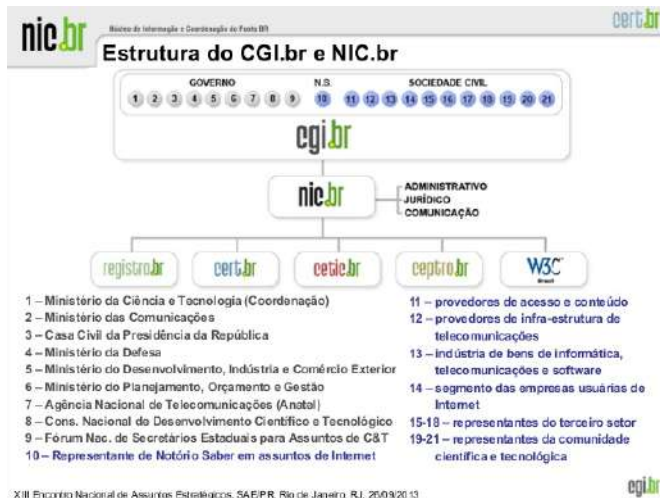 nic.br
Núcleo de Informação e Coordenação do Ponto BR
cert.br
Estrutura do CGI.br e NIC.br
GOVERNO N.S. SOCIEDADE CIVIL
1 2 3 4 5 6 7 8 9 10 11 12 13 14 15 16 17 18 19 20 21
cgi.br
nic.br
ADMINISTRATIVO
JURÍDICO
COMUNICAÇÃO
registro.br cert.br cetic.br ceptro.br W3C Brasil
1 – Ministério da Ciência e Tecnologia (Coordenação)
2 – Ministério das Comunicações
3 – Casa Civil da Presidência da República
4 – Ministério da Defesa
5 – Ministério do Desenvolvimento, Indústria e Comércio Exterior
6 – Ministério do Planejamento, Orçamento e Gestão
7 – Agência Nacional de Telecomunicações (Anatel)
8 – Cons. Nacional de Desenvolvimento Científico e Tecnológico
9 – Fórum Nac. de Secretários Estaduais para Assuntos de C&T
10 – Representante de Notório Saber em assuntos de Internet
11 – provedores de acesso e conteúdo
12 – provedores de infra-estrutura de
telecomunicações
13 – indústria de bens de informática,
telecomunicações e software
14 – segmento das empresas usuárias de
Internet
15-18 – representantes do terceiro setor
19-21 – representantes da comunidade
científica e tecnológica
XIII Encontro Nacional de Assuntos Estratégicos, SAE/PR, Rio de Janeiro, RJ, 26/09/2013
cgi.br